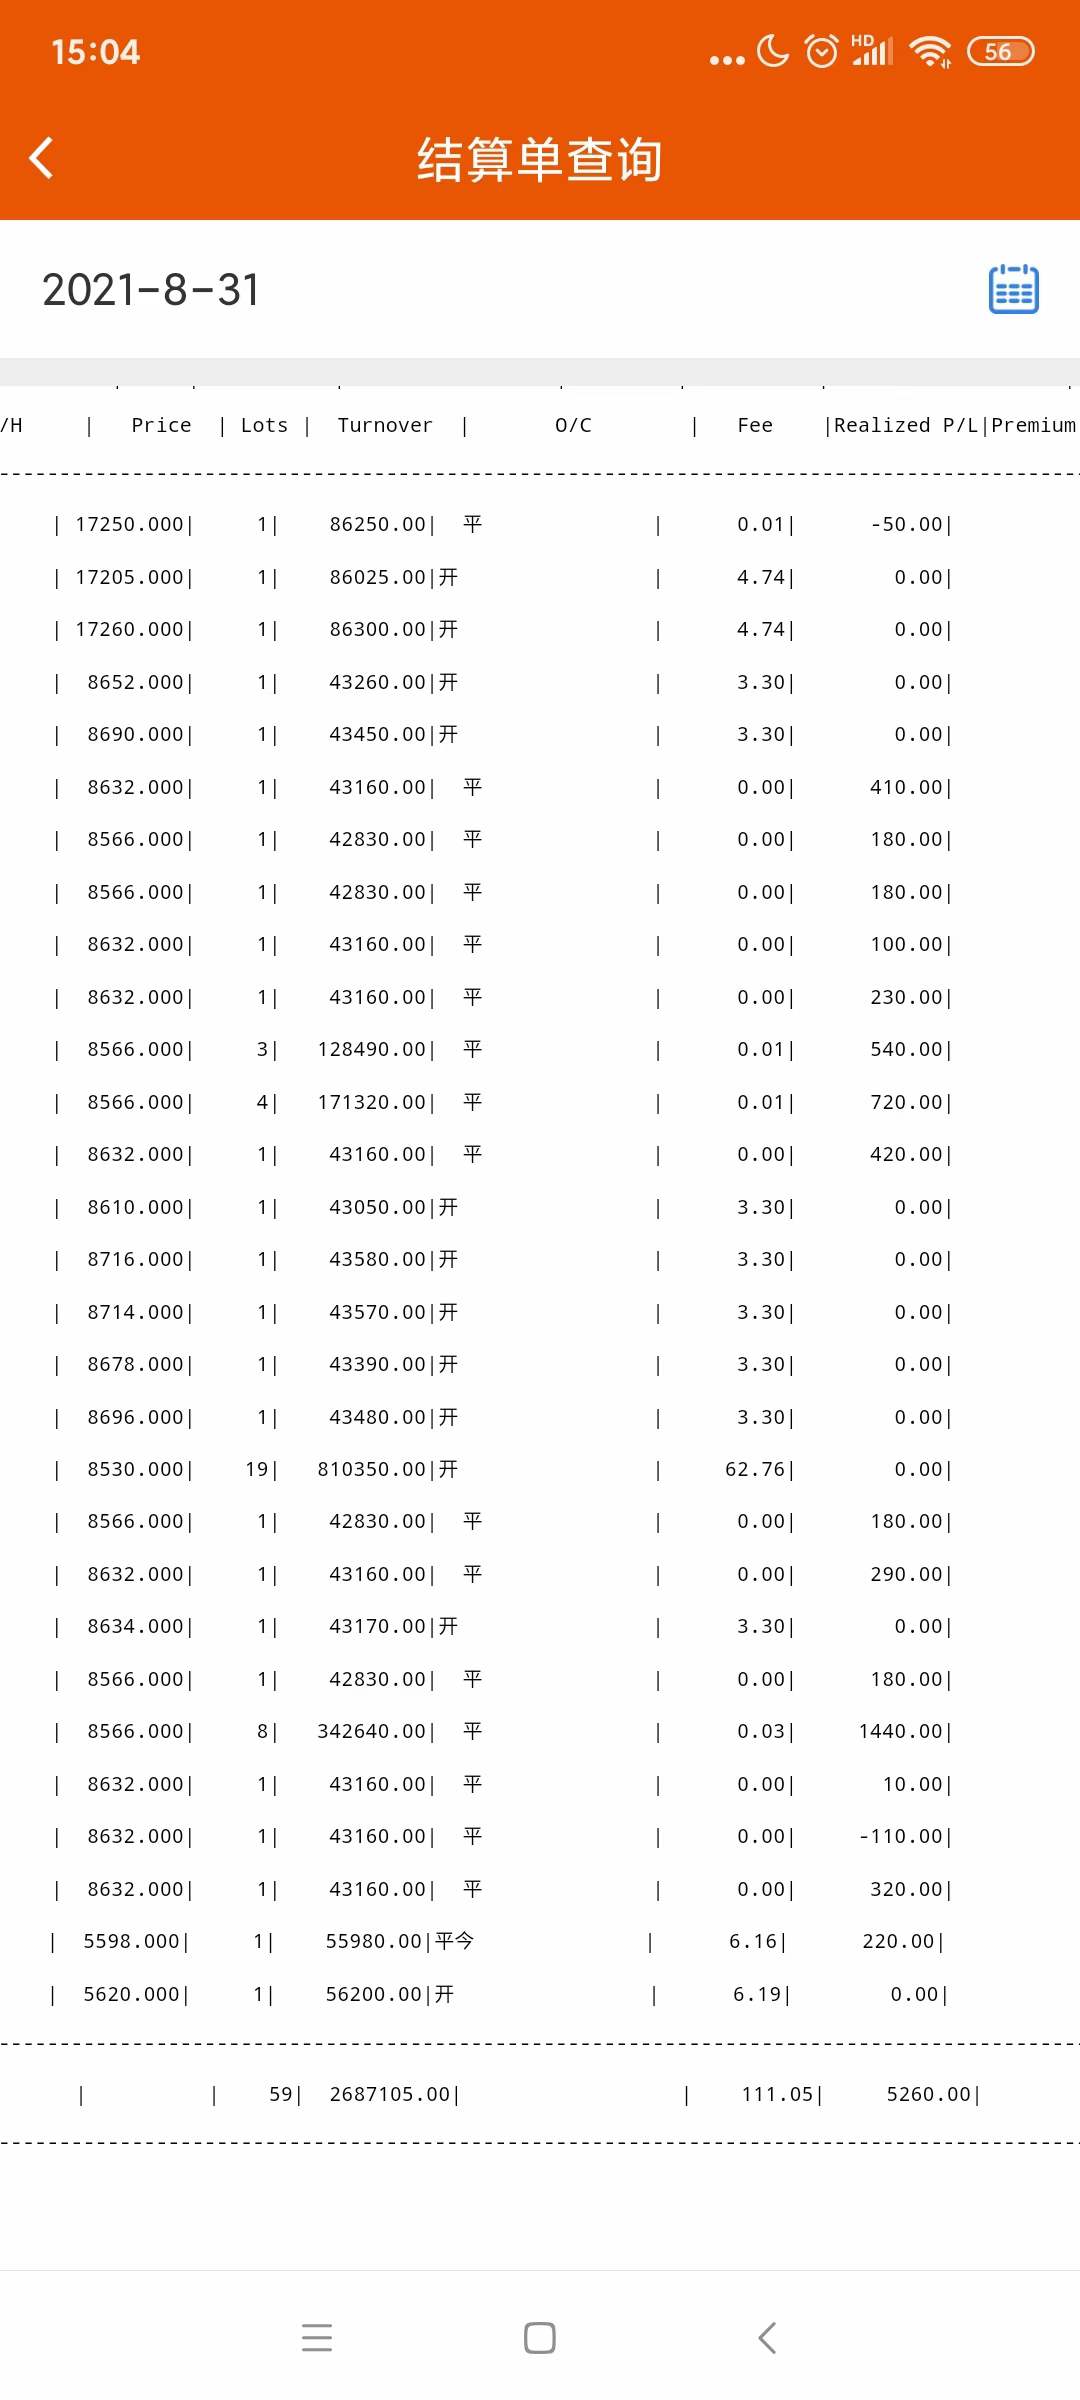 15:04
HD
56
结算单查询
2021-8-31
/H | Price | Lots | Turnover | O/C | Fee |Realized P/L|Premium
| 17250.000| 1| 86250.00| 平 | 0.01| -50.00|
| 17205.000| 1| 86025.00|开 | 4.74| 0.00|
| 17260.000| 1| 86300.00|开 | 4.74| 0.00|
| 8652.000| 1| 43260.00|开 | 3.30| 0.00|
| 8690.000| 1| 43450.00|开 | 3.30| 0.00|
| 8632.000| 1| 43160.00| 平 | 0.00| 410.00|
| 8566.000| 1| 42830.00| 平 | 0.00| 180.00|
| 8566.000| 1| 42830.00| 平 | 0.00| 180.00|
| 8632.000| 1| 43160.00| 平 | 0.00| 100.00|
| 8632.000| 1| 43160.00| 平 | 0.00| 230.00|
| 8566.000| 3| 128490.00| 平 | 0.01| 540.00|
| 8566.000| 4| 171320.00| 平 | 0.01| 720.00|
| 8632.000| 1| 43160.00| 平 | 0.00| 420.00|
| 8610.000| 1| 43050.00|开 | 3.30| 0.00|
| 8716.000| 1| 43580.00|开 | 3.30| 0.00|
| 8714.000| 1| 43570.00|开 | 3.30| 0.00|
| 8678.000| 1| 43390.00|开 | 3.30| 0.00|
| 8696.000| 1| 43480.00|开 | 3.30| 0.00|
| 8530.000| 19| 810350.00|开 | 62.76| 0.00|
| 8566.000| 1| 42830.00| 平 | 0.00| 180.00|
| 8632.000| 1| 43160.00| 平 | 0.00| 290.00|
| 8634.000| 1| 43170.00|开 | 3.30| 0.00|
| 8566.000| 1| 42830.00| 平 | 0.00| 180.00|
| 8566.000| 8| 342640.00| 平 | 0.03| 1440.00|
| 8632.000| 1| 43160.00| 平 | 0.00| 10.00|
| 8632.000| 1| 43160.00| 平 | 0.00| -110.00|
| 8632.000| 1| 43160.00| 平 | 0.00| 320.00|
| 5598.000| 1| 55980.00|平今 | 6.16| 220.00|
| 5620.000| 1| 56200.00|开 | 6.19| 0.00|
| | 59| 2687105.00| | 111.05| 5260.00|